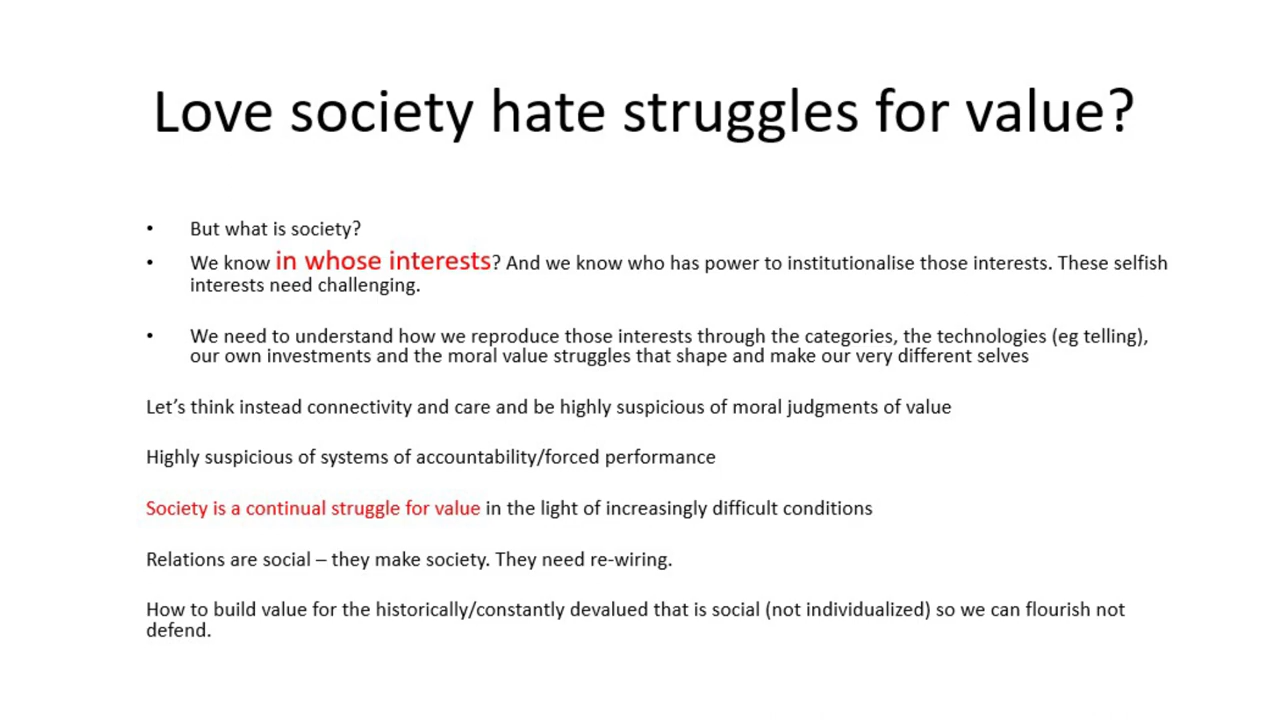 Love society hate struggles for value?
• But what is society?
• We know in whose interests? And we know who has power to institutionalise those interests. These selfish
interests need challenging.
• We need to understand how we reproduce those interests through the categories, the technologies (eg telling),
our own investments and the moral value struggles that shape and make our very different selves
Let’s think instead connectivity and care and be highly suspicious of moral judgments of value
Highly suspicious of systems of accountability/forced performance
Society is a continual struggle for value in the light of increasingly difficult conditions
Relations are social – they make society. They need re-wiring.
How to build value for the historically/constantly devalued that is social (not individualized) so we can flourish not
defend.